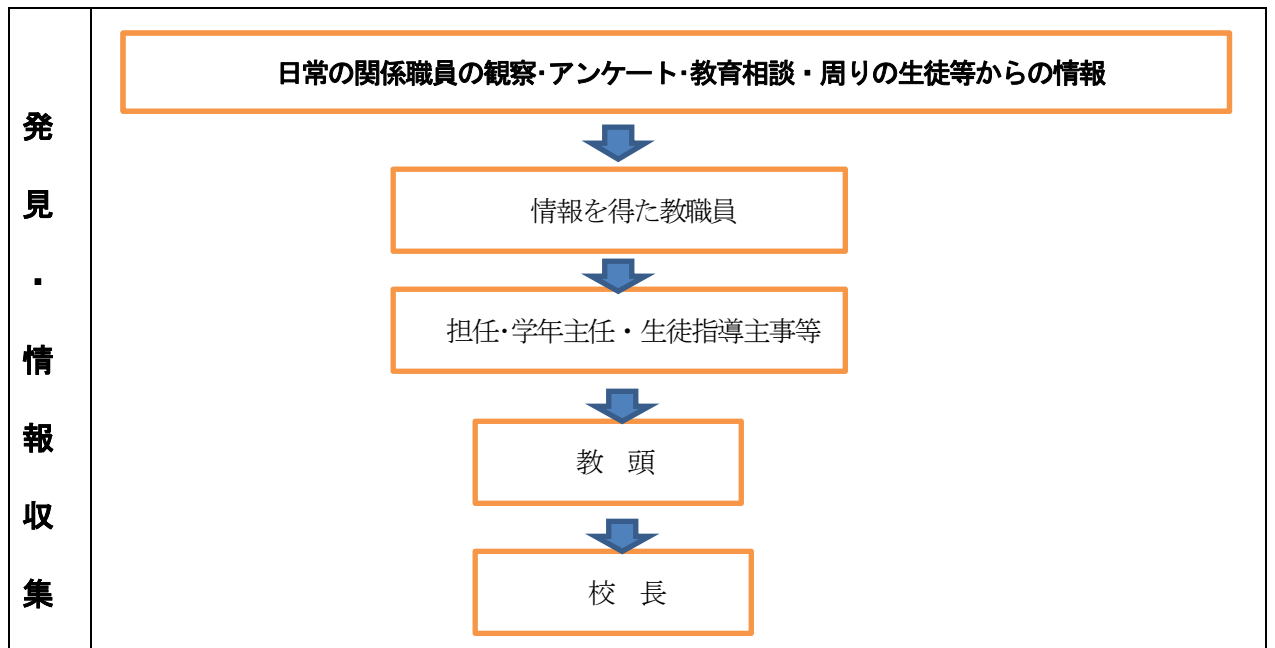 発見・情報収集
日常の関係職員の観察･アンケート･教育相談・周りの生徒等からの情報
情報を得た教職員
担任･学年主任・生徒指導主事等
教　頭
校　長